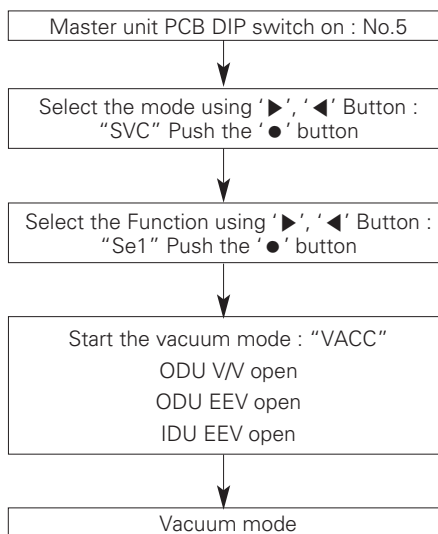 Master unit PCB DIP switch on : No.5
Select the mode using ‘▶’, ‘◀’ Button :
“SVC” Push the ‘●’ button
Select the Function using ‘▶’, ‘◀’ Button :
“Se1” Push the ‘●’ button
Start the vacuum mode : “VACC”
ODU V/V open
ODU EEV open
IDU EEV open
Vacuum mode